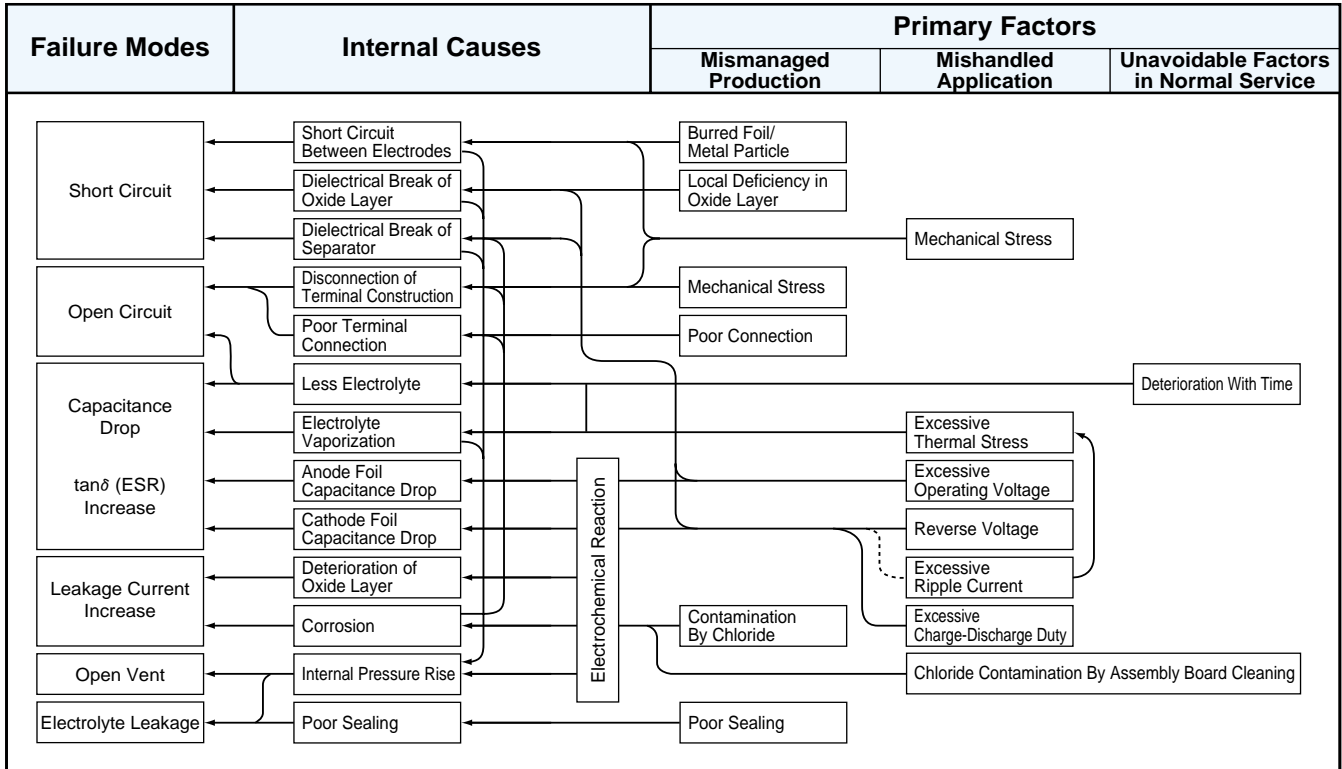 Failure Modes
Internal Causes
Primary Factors
Mismanaged
Production
Mishandled
Application
Unavoidable Factors
in Normal Service
Short Circuit
Open Circuit
Capacitance
Drop
tanδ (ESR)
Increase
Leakage Current
Increase
Open Vent
Electrolyte Leakage
Short Circuit
Between Electrodes
Dielectrical Break of
Oxide Layer
Dielectrical Break of
Separator
Disconnection of
Terminal Construction
Poor Terminal
Connection
Less Electrolyte
Electrolyte
Vaporization
Anode Foil
Capacitance Drop
Cathode Foil
Capacitance Drop
Deterioration of
Oxide Layer
Corrosion
Internal Pressure Rise
Poor Sealing
Electrochemical Reaction
Burred Foil/
Metal Particle
Local Deficiency in
Oxide Layer
Mechanical Stress
Poor Connection
Contamination
By Chloride
Poor Sealing
Mechanical Stress
Excessive
Thermal Stress
Excessive
Operating Voltage
Reverse Voltage
Excessive
Ripple Current
Excessive
Charge-Discharge Duty
Chloride Contamination By Assembly Board Cleaning
Deterioration With Time